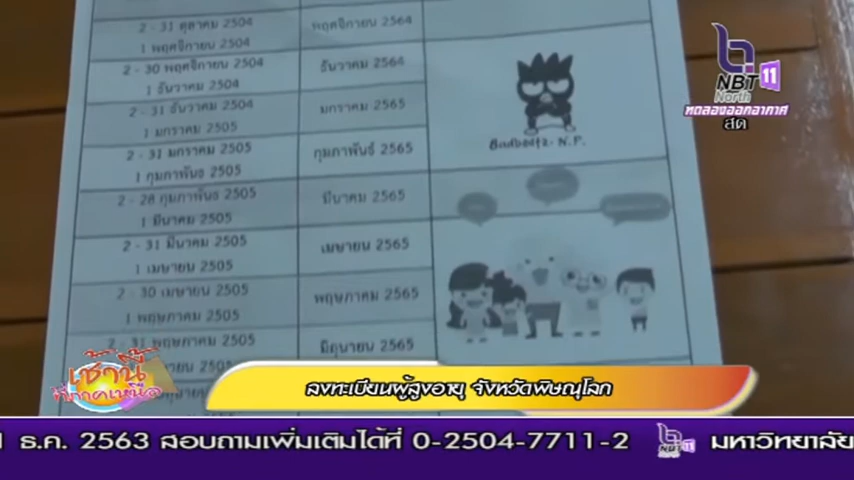 2 - 31 ตุลาคม 2504
1 พฤศจิกายน 2504
พฤศจิกายน 2564
2 - 30 พฤศจิกายน 2504
1 ธันวาคม 2504
ธันวาคม 2564
2 - 31 ธันวาคม 2504
1 มกราคม 2505
มกราคม 2565
2 - 31 มกราคม 2505
1 กุมภาพันธ์ 2505
กุมภาพันธ์ 2565
2 - 28 กุมภาพันธ์ 2505
1 มีนาคม 2505
มีนาคม 2565
2 - 31 มีนาคม 2505
1 เมษายน 2505
เมษายน 2565
2 - 30 เมษายน 2505
1 พฤษภาคม 2505
พฤษภาคม 2565
2 - 31 พฤษภาคม 2505
มิถุนายน 2565
Badboitz. N.P.
NBT 11
North
ทดลองออกอากาศ
สด
เช้านี้
ที่ภาคเหนือ
ลงทะเบียนผู้สูงอายุ จังหวัดพิษณุโลก
ธ.ค. 2563 สอบถามเพิ่มเติมได้ที่ 0-2504-7711-2 NBT 11 มหาวิทยาลัย